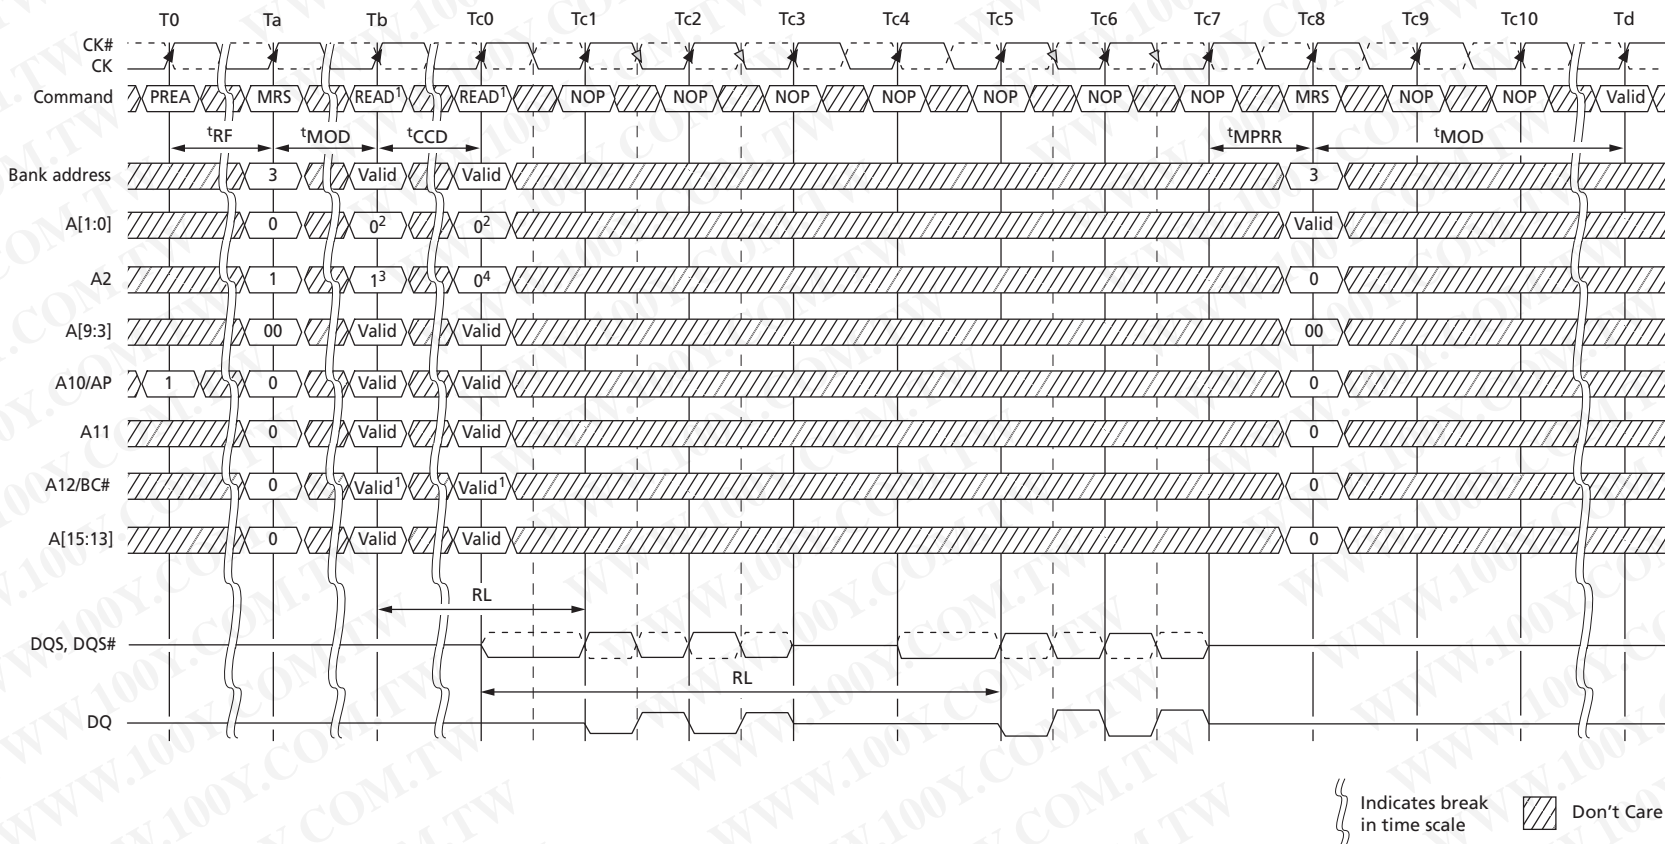 T0 Ta Tb Tc0 Tc1 Tc2 Tc3 Tc4 Tc5 Tc6 Tc7 Tc8 Tc9 Tc10 Td
CK#
CK
Command PREA MRS READ1 READ1 NOP NOP NOP NOP NOP NOP NOP MRS NOP NOP Valid
tRF tMOD tCCD tMPRR tMOD
Bank address 3 Valid Valid 3
A[1:0] 0 0² 0² Valid
A2 1 1³ 0⁴ 0
A[9:3] 00 Valid Valid 00
A10/AP 1 0 Valid Valid 0
A11 0 Valid Valid 0
A12/BC# 0 Valid1 Valid1 0
A[15:13] 0 Valid Valid 0
RL
DQS, DQS#
RL
DQ
Indicates break
in time scale
Don't Care
WWW.100Y.COM.TW